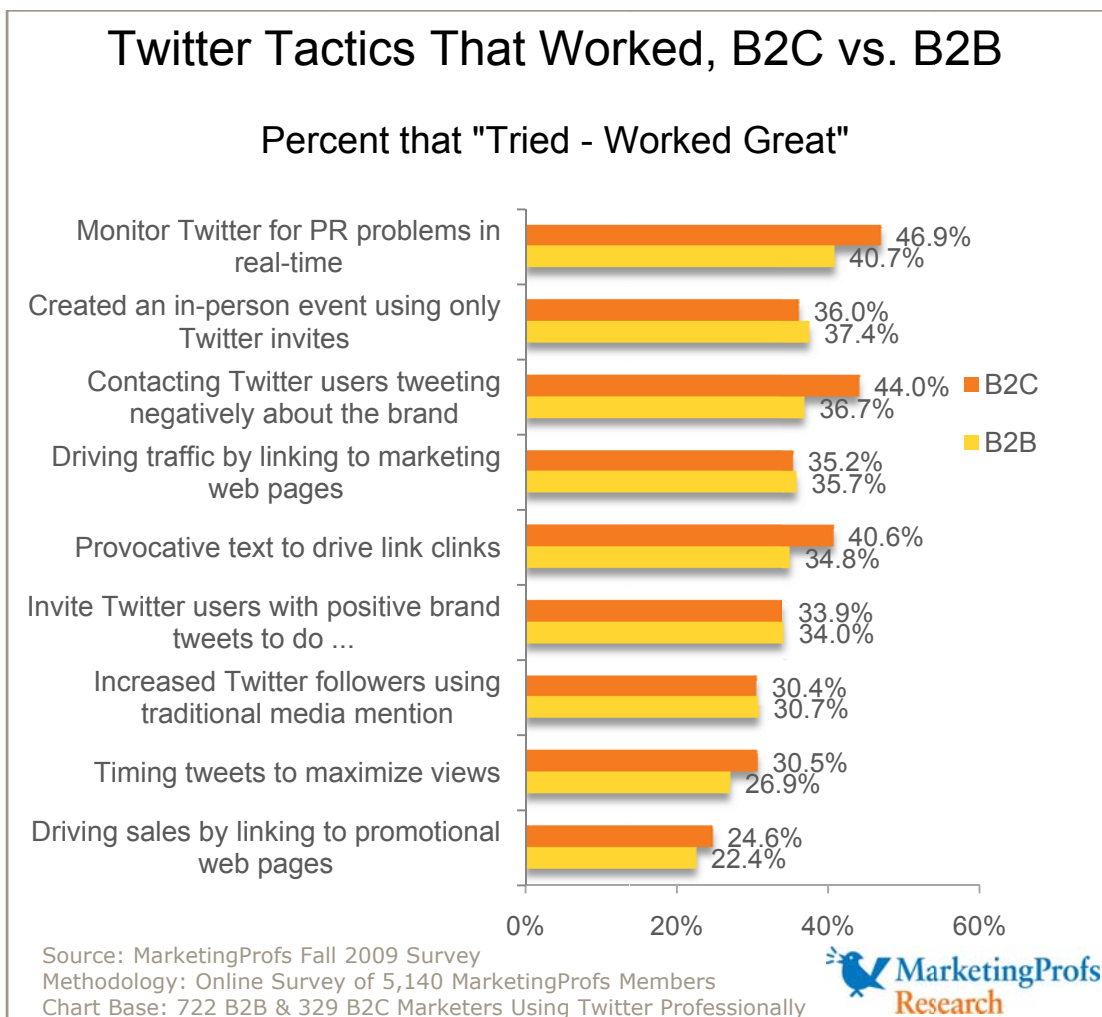 Twitter Tactics That Worked, B2C vs. B2B
Percent that "Tried - Worked Great"
Monitor Twitter for PR problems in
real-time
46.9%
40.7%
Created an in-person event using only
Twitter invites
36.0%
37.4%
Contacting Twitter users tweeting
negatively about the brand
44.0%
36.7%
B2C
B2B
Driving traffic by linking to marketing
web pages
35.2%
35.7%
Provocative text to drive link clinks
40.6%
34.8%
Invite Twitter users with positive brand
tweets to do ...
33.9%
34.0%
Increased Twitter followers using
traditional media mention
30.4%
30.7%
Timing tweets to maximize views
30.5%
26.9%
Driving sales by linking to promotional
web pages
24.6%
22.4%
0% 20% 40% 60%
Source: MarketingProfs Fall 2009 Survey
Methodology: Online Survey of 5,140 MarketingProfs Members
Chart Base: 722 B2B & 329 B2C Marketers Using Twitter Professionally
MarketingProfs
Research